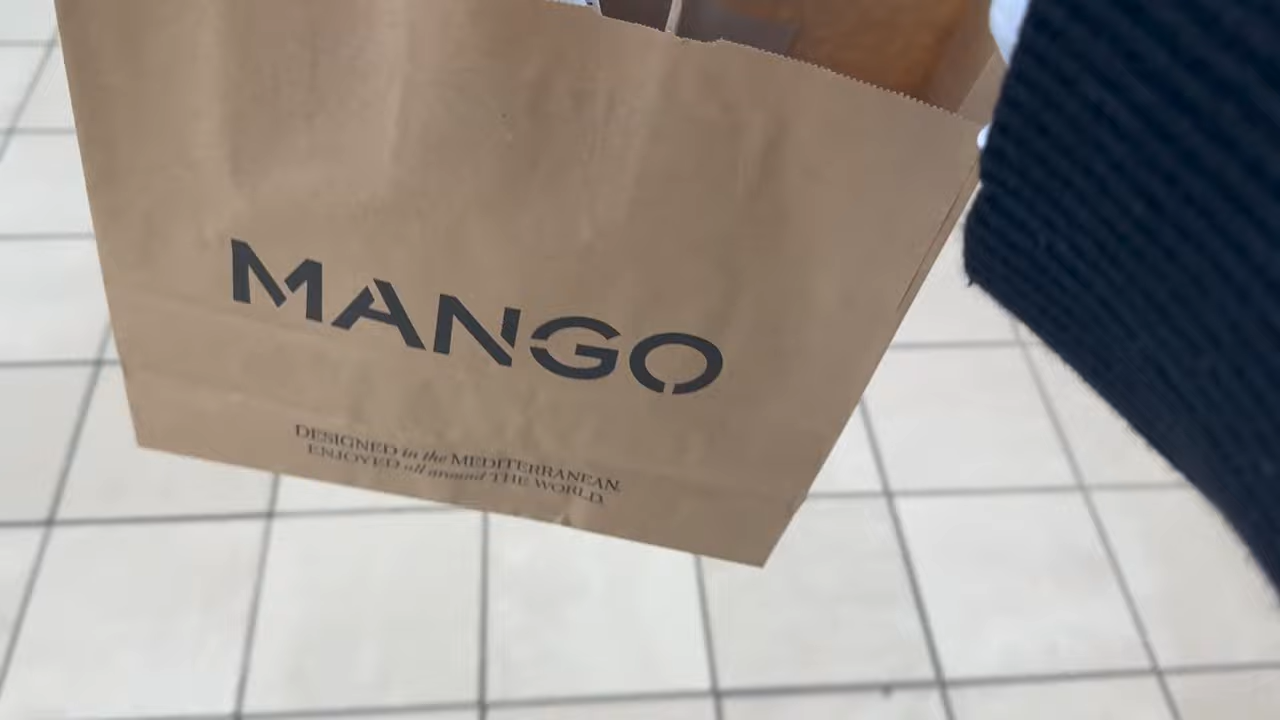 MANGO
DESIGNED in the MEDITERRANEAN.
ENJOYED all around THE WORLD.